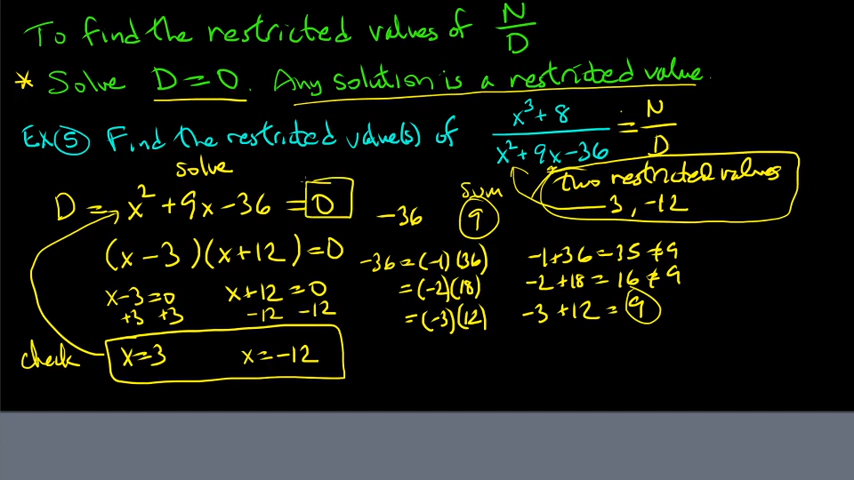 To find the restricted values of N/D
* Solve D = 0. Any solution is a restricted value.
Ex (5) Find the restricted value(s) of (x³ + 8)/(x² + 9x - 36) = N/D
solve
two restricted values
3, -12
D = x² + 9x - 36 = 0
(x - 3)(x + 12) = 0
x - 3 = 0 x + 12 = 0
+3 +3 -12 -12
check x = 3 x = -12
sum
-36 9
-36 = (-1)(36) -1 + 36 = 35 ≠ 9
= (-2)(18) -2 + 18 = 16 ≠ 9
= (-3)(12) -3 + 12 = 9